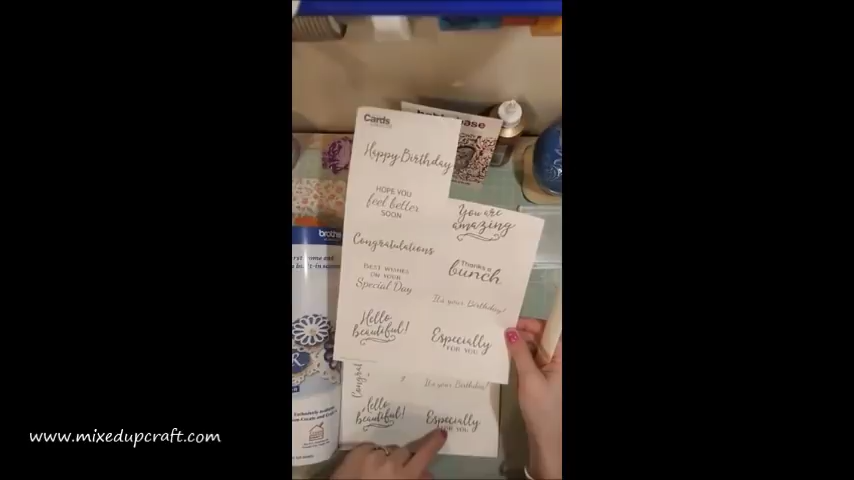 Cards
Happy Birthday
HOPE YOU
feel better
SOON
You are
amazing
Congratulations
Thanks a
bunch
BEST WISHES
ON YOUR
Special Day
It's your Birthday!
Hello
Beautiful!
Especially
FOR YOU
Congrat
It's your Birthday!
Hello
Beautiful!
Especially
FOR YOU
brothe
www.mixedupcraft.com